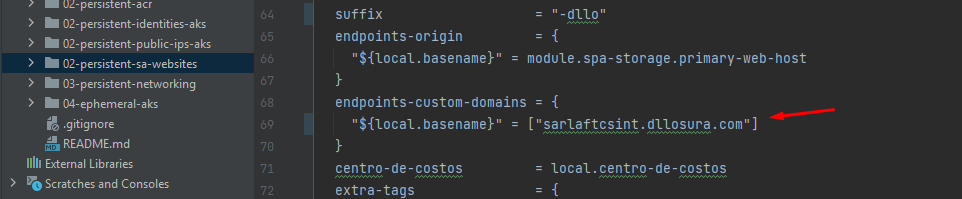 02-persistent-acr
02-persistent-identities-aks
02-persistent-public-ips-aks
02-persistent-sa-websites
03-persistent-networking
04-ephemeral-aks
.gitignore
MD README.md
External Libraries
Scratches and Consoles
64 suffix = "-dllo"
65 endpoints-origin = {
66 "${local.basename}" = module.spa-storage.primary-web-host
67 }
68 endpoints-custom-domains = {
69 "${local.basename}" = ["sarlaftcsint.dllosura.com"]
70 }
71 centro-de-costos = local.centro-de-costos
72 extra-tags = {